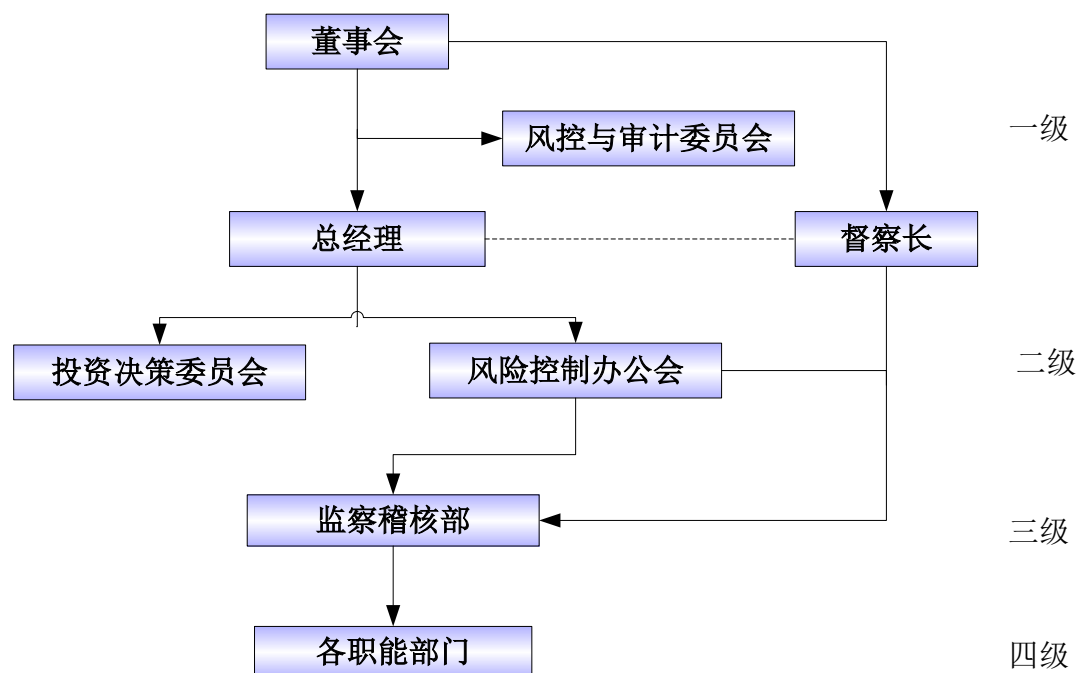 董事会
风控与审计委员会
一级
总经理
督察长
投资决策委员会
风险控制办公会
二级
监察稽核部
三级
各职能部门
四级